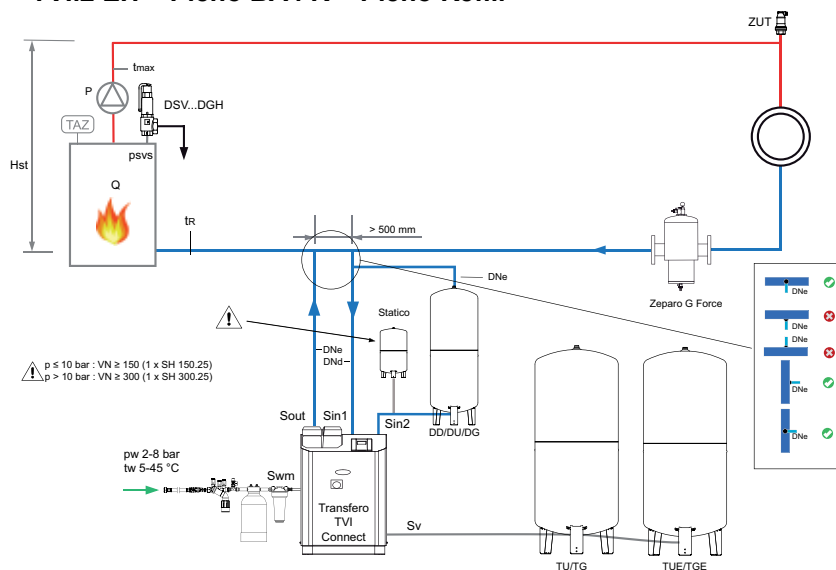 ZUT
tmax
P
DSV...DGH
TAZ
psvs
Hst
Q
tR
> 500 mm
DNe
Zeparo G Force
Statico
DNe
DNe
DNe
DNe
DNe
DNe
DNd
p ≤ 10 bar : VN ≥ 150 (1 x SH 150.25)
p > 10 bar : VN ≥ 300 (1 x SH 300.25)
Sout
Sin1
Sin2
DD/DU/DG
pw 2-8 bar
tw 5-45 °C
Swm
Transfero
TVI
Connect
Sv
TU/TG
TUE/TGE